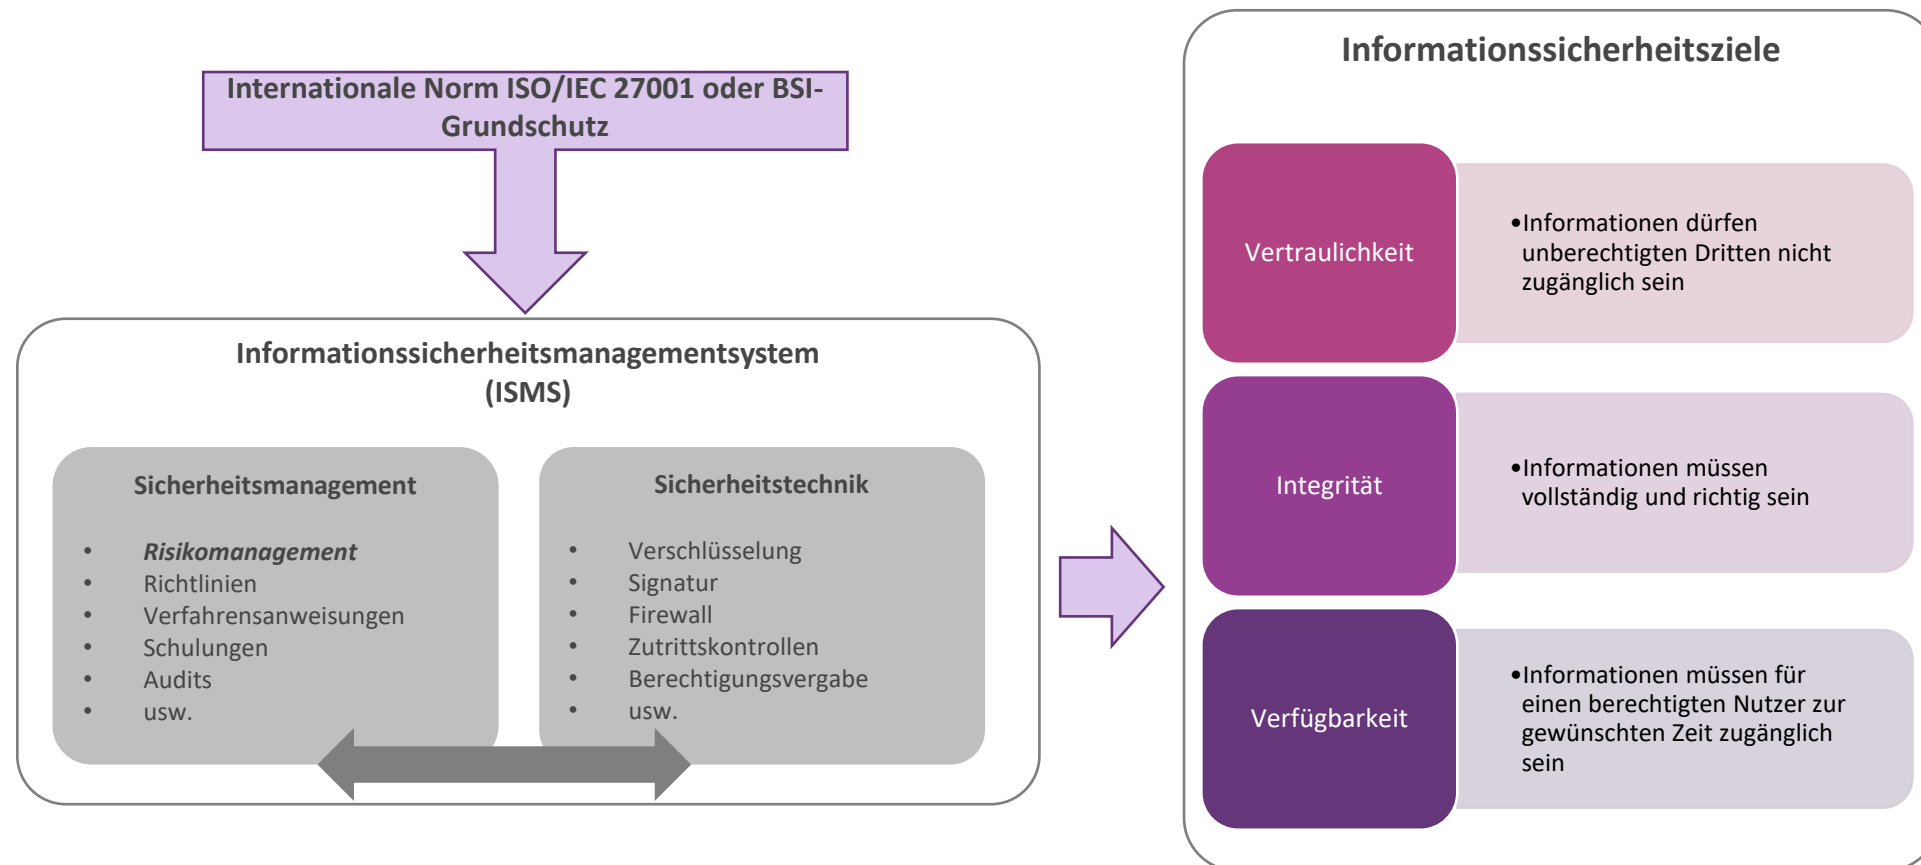 Internationale Norm ISO/IEC 27001 oder BSI-
Grundschutz
Informationssicherheitsmanagementsystem
(ISMS)
Sicherheitsmanagement
• Risikomanagement
• Richtlinien
• Verfahrensanweisungen
• Schulungen
• Audits
• usw.
Sicherheitstechnik
• Verschlüsselung
• Signatur
• Firewall
• Zutrittskontrollen
• Berechtigungsvergabe
• usw.
Informationssicherheitsziele
Vertraulichkeit
•Informationen dürfen
unberechtigten Dritten nicht
zugänglich sein
Integrität
•Informationen müssen
vollständig und richtig sein
Verfügbarkeit
•Informationen müssen für
einen berechtigten Nutzer zur
gewünschten Zeit zugänglich
sein